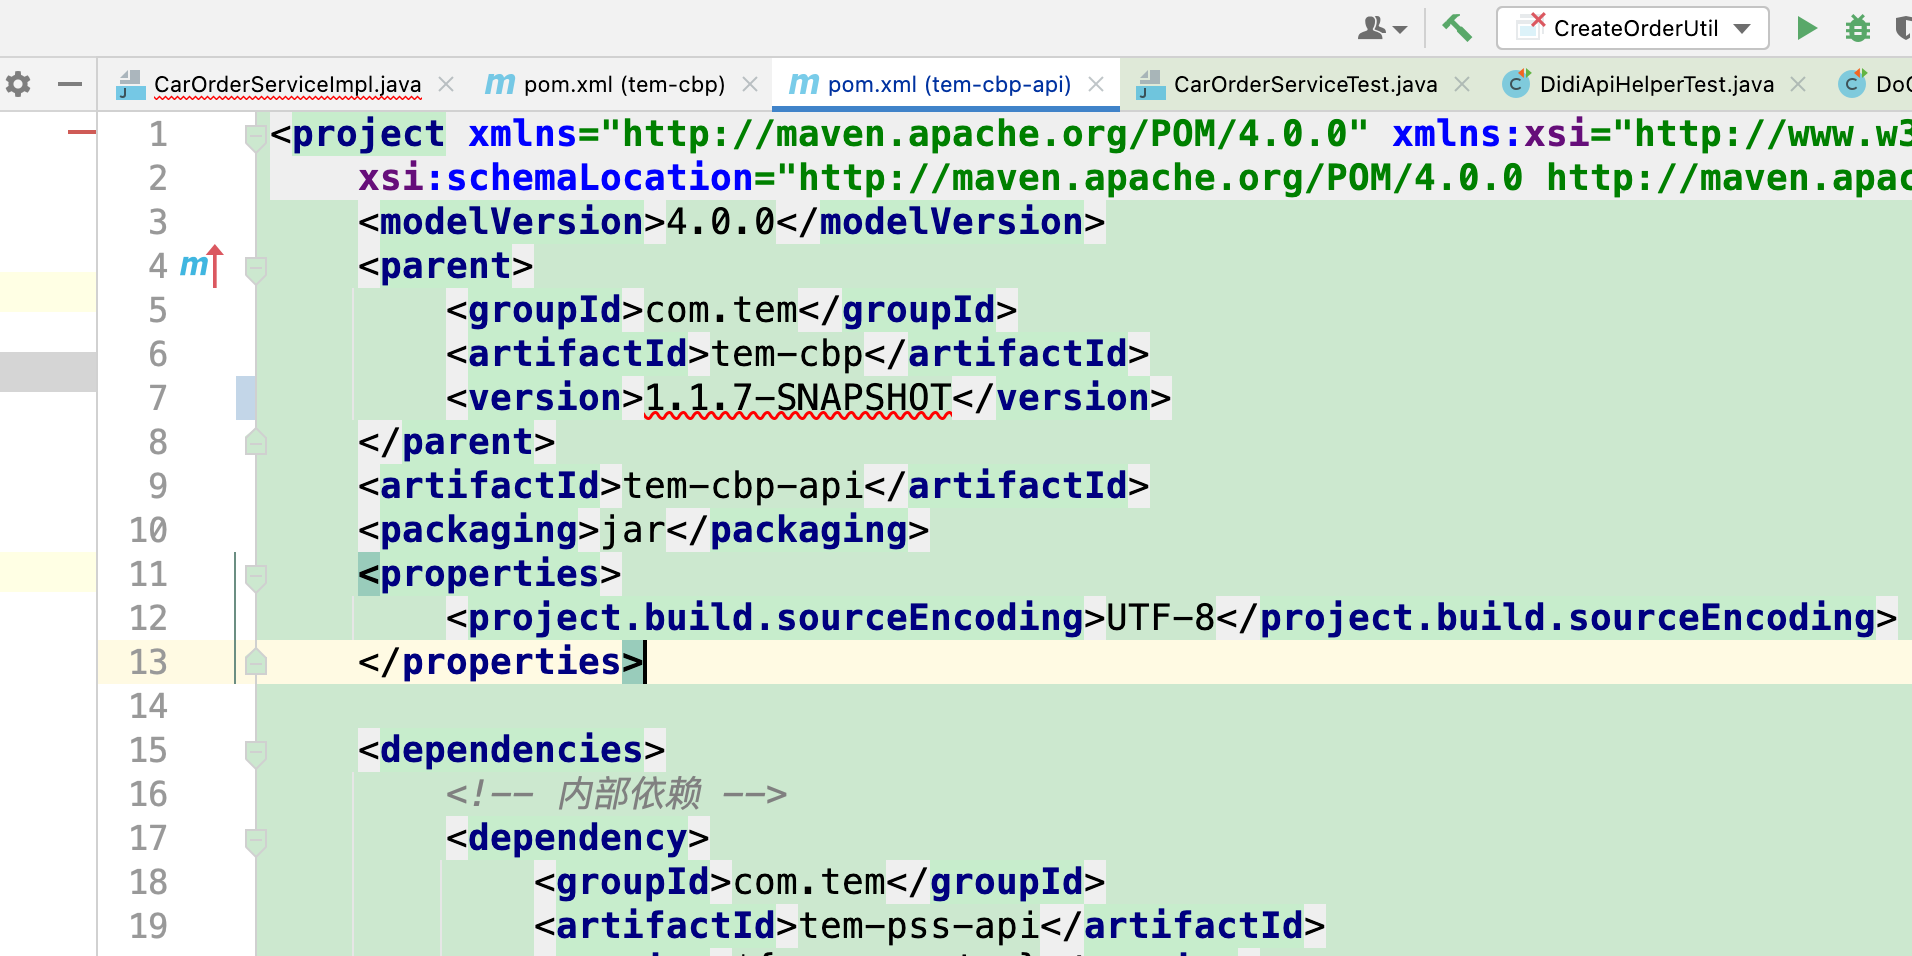 CreateOrderUtil
CarOrderServiceImpl.java
pom.xml (tem-cbp)
pom.xml (tem-cbp-api)
CarOrderServiceTest.java
DidiApiHelperTest.java
1 <project xmlns="http://maven.apache.org/POM/4.0.0" xmlns:xsi="http://www.w3
2 xsi:schemaLocation="http://maven.apache.org/POM/4.0.0 http://maven.apac
3 <modelVersion>4.0.0</modelVersion>
4 <parent>
5 <groupId>com.tem</groupId>
6 <artifactId>tem-cbp</artifactId>
7 <version>1.1.7-SNAPSHOT</version>
8 </parent>
9 <artifactId>tem-cbp-api</artifactId>
10 <packaging>jar</packaging>
11 <properties>
12 <project.build.sourceEncoding>UTF-8</project.build.sourceEncoding>
13 </properties>
14
15 <dependencies>
16 <!-- 内部依赖 -->
17 <dependency>
18 <groupId>com.tem</groupId>
19 <artifactId>tem-pss-api</artifactId>